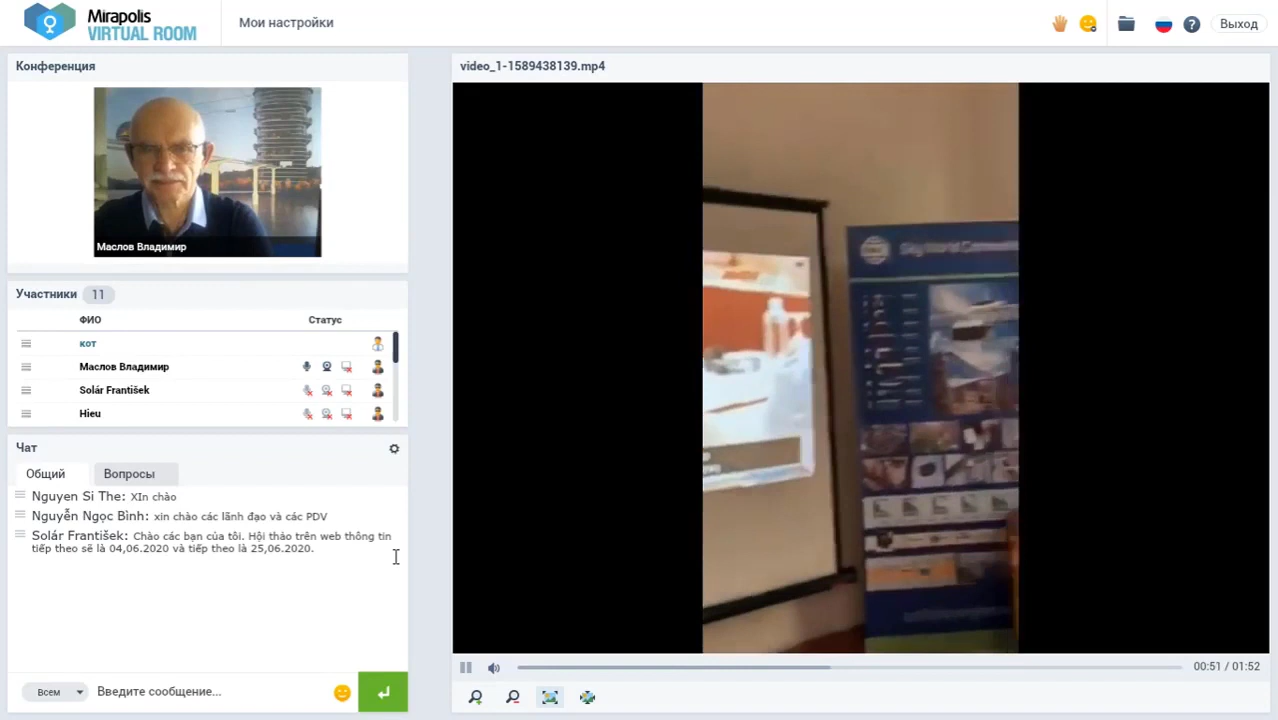 Mirapolis
VIRTUAL ROOM
Мои настройки
Выход
Конференция
Маслов Владимир
Участники 11
ФИО Статус
кот
Маслов Владимир
Solár František
Hieu
Чат
Общий Вопросы
Nguyen Si The: XIn chào
Nguyễn Ngọc Bình: xin chào các lãnh đạo và các PDV
Solár František: Chào các bạn của tôi. Hội thảo trên web thông tin
tiếp theo sẽ là 04,06.2020 và tiếp theo là 25,06.2020.
Всем Введите сообщение...
video_1-1589438139.mp4
Sky World
00:51 / 01:52